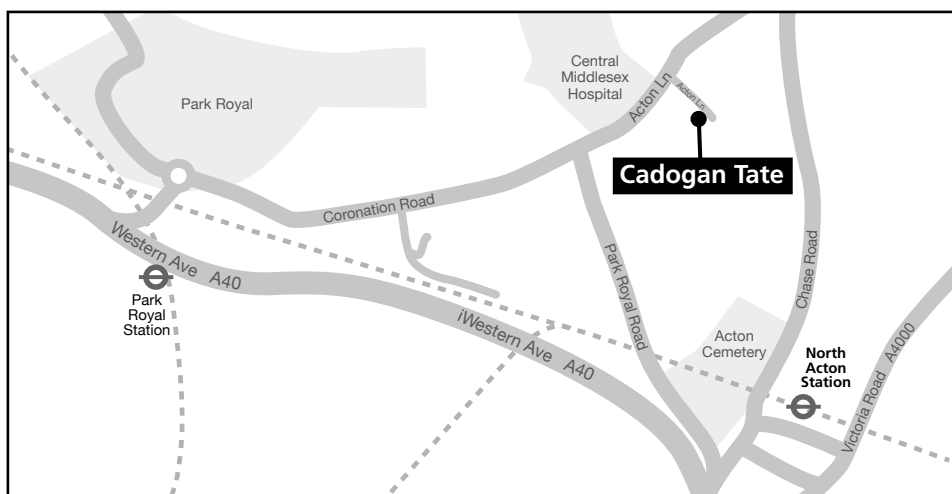 Park Royal
Central
Middlesex
Hospital
Acton Ln
Acton Ln
Cadogan Tate
Coronation Road
Western Ave A40
Park
Royal
Station
iWestern Ave A40
Park Royal Road
Chase Road
Acton
Cemetery
North
Acton
Station
Victoria Road A4000